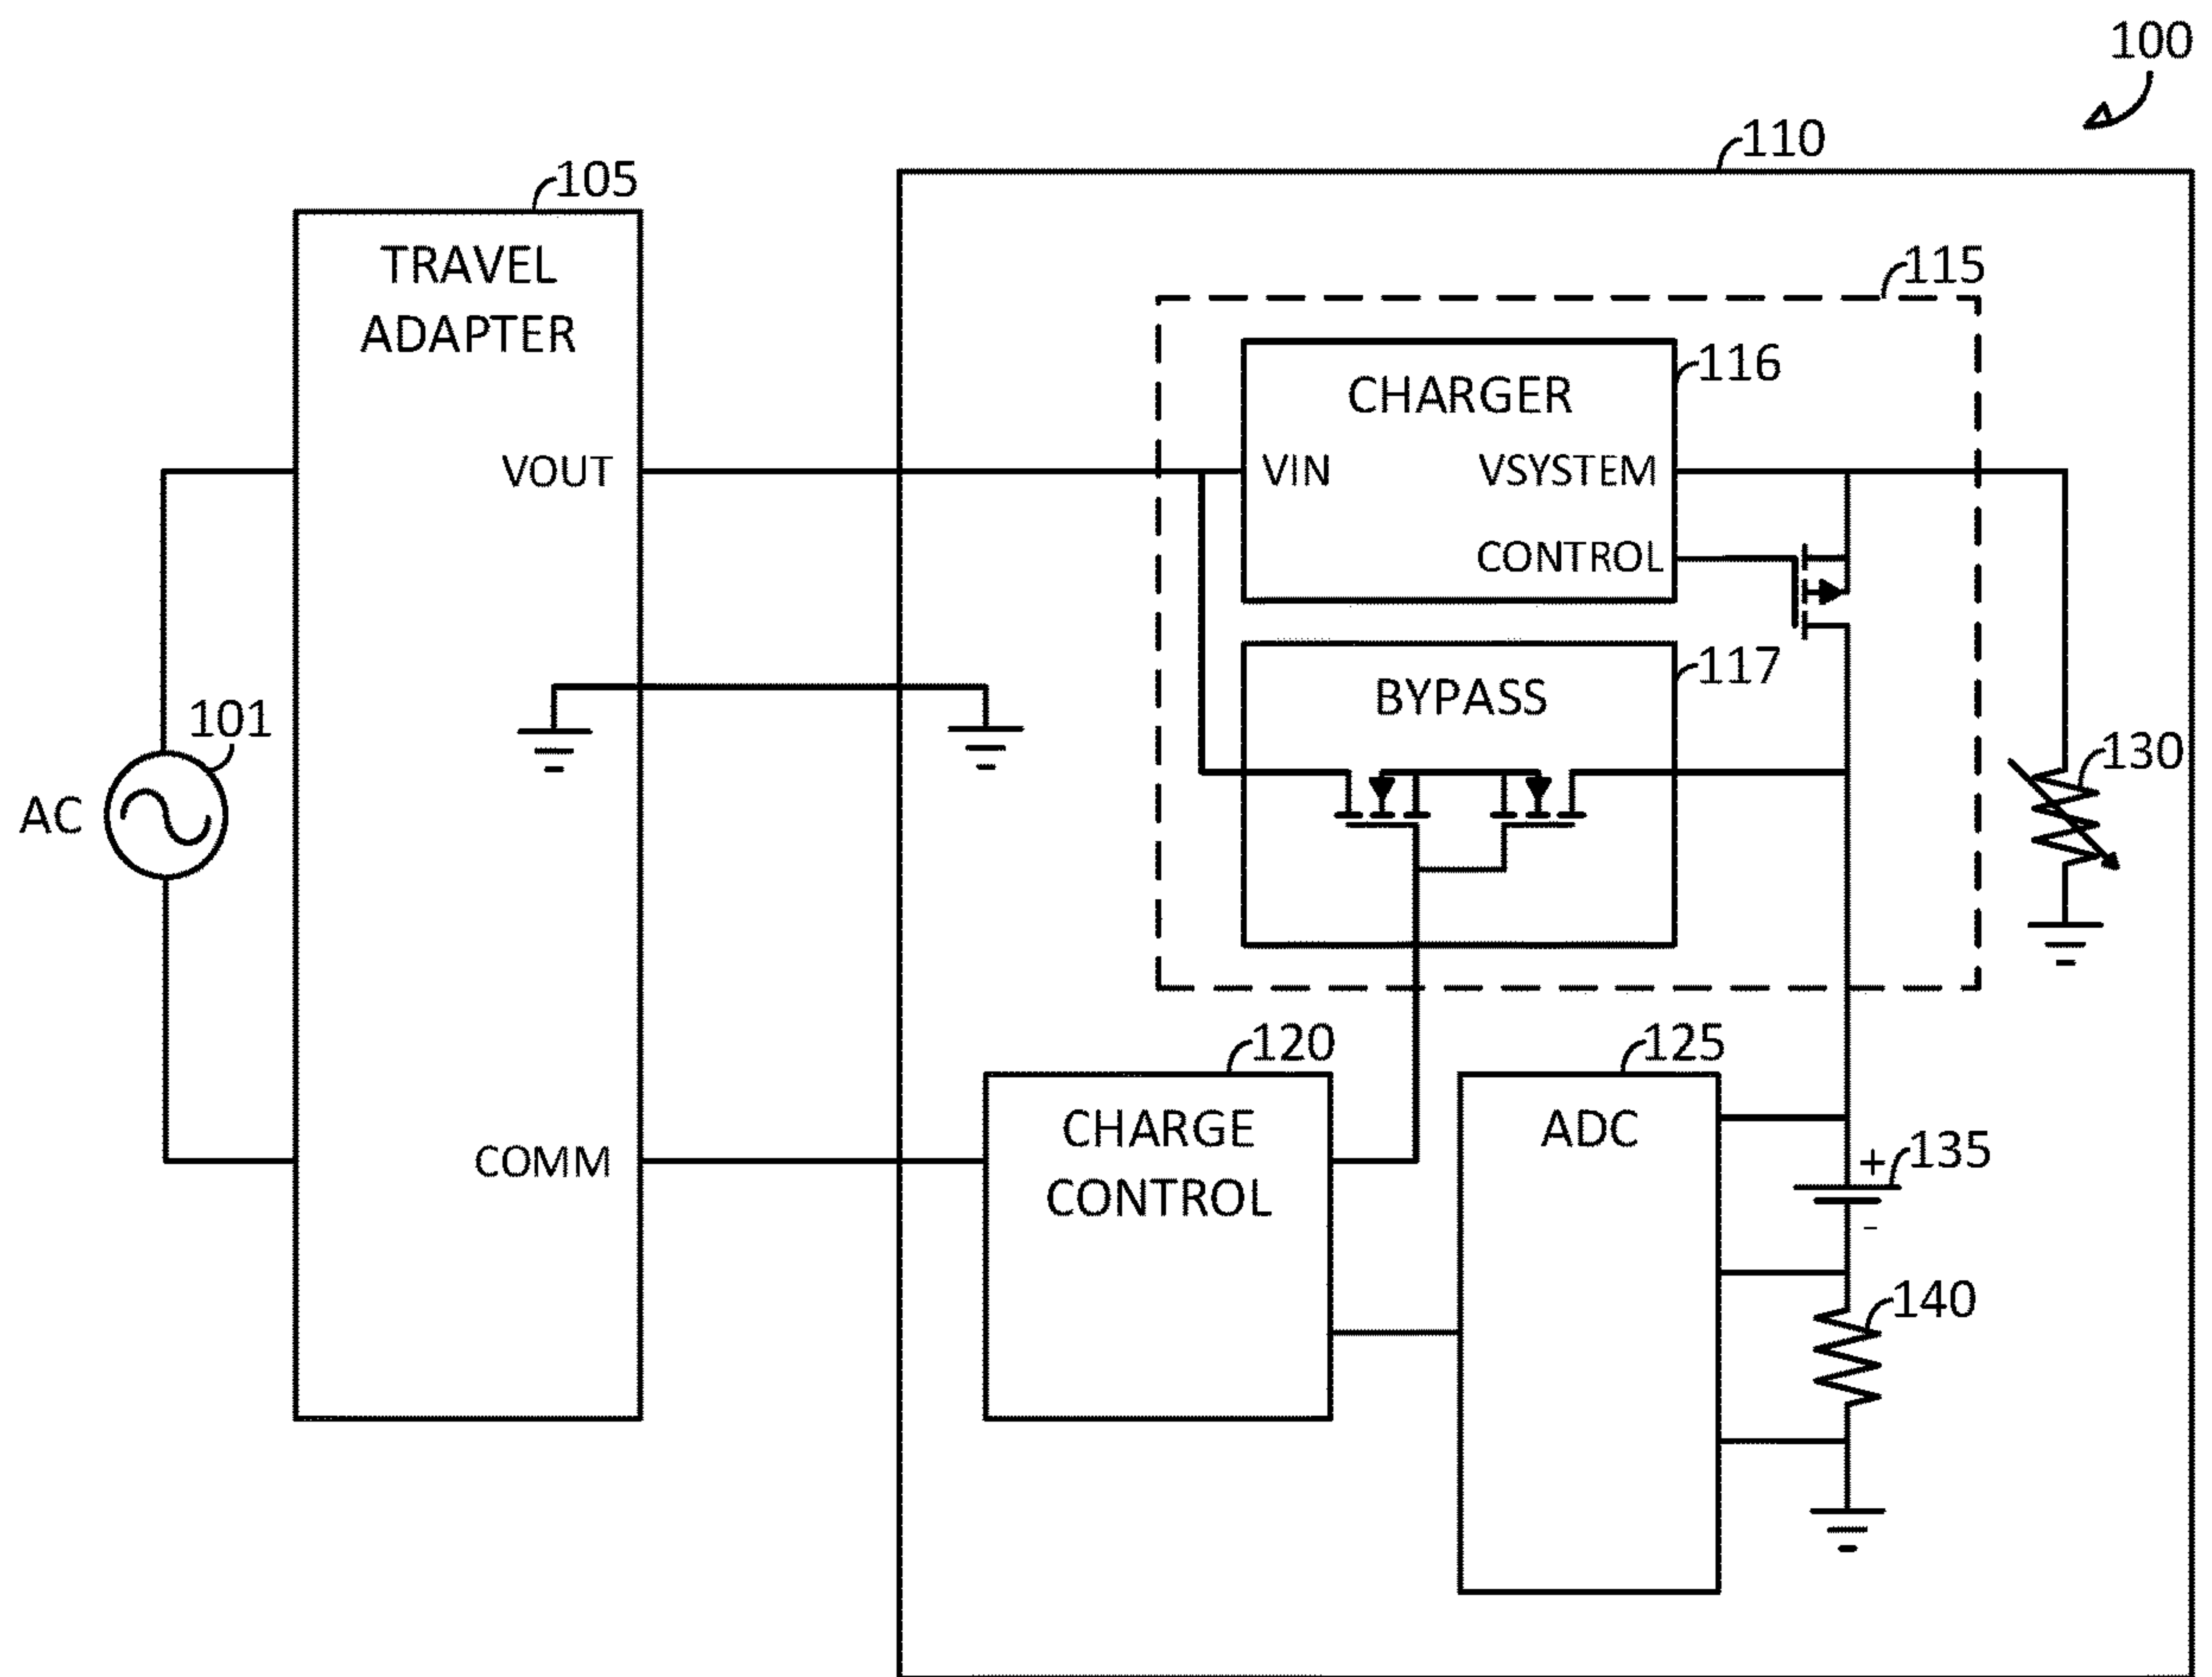 100
110
105
TRAVEL
ADAPTER
115
116
CHARGER
VOUT
VIN
VSYSTEM
CONTROL
117
BYPASS
101
AC
130
120
125
CHARGE
CONTROL
ADC
COMM
+
135
-
140